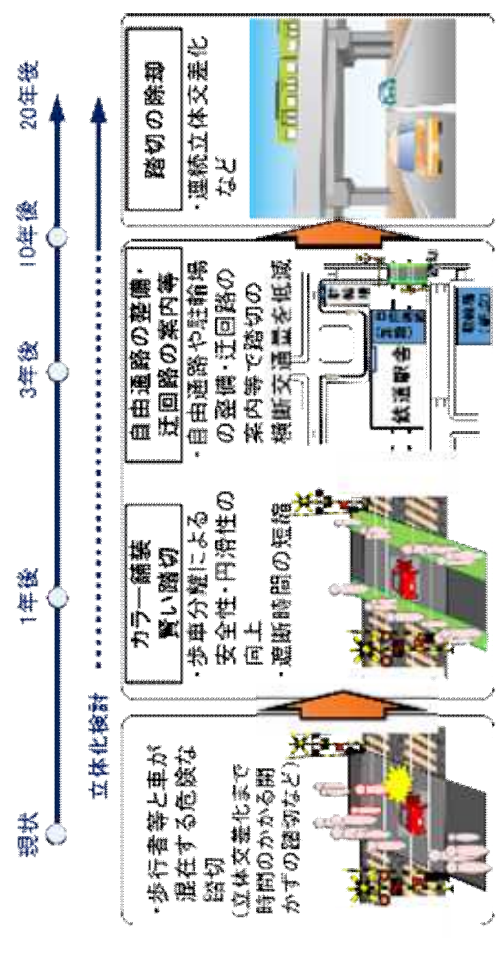 現状
1年後
3年後
10年後
20年後
立体化検討
・歩行者等と車が
混在する危険な
踏切
（立体交差化まで
時間のかかる開
かずの踏切など）
カラー舗装
賢い踏切
・歩車分離による
安全性・円滑性の
向上
・遮断時間の短縮
自由通路の整備・
迂回路の案内等
・自由通路や駐輪場
の整備・迂回路の
案内等で踏切の
横断交通量を低減
鉄道駅舎
踏切の除却
・連続立体交差化
など